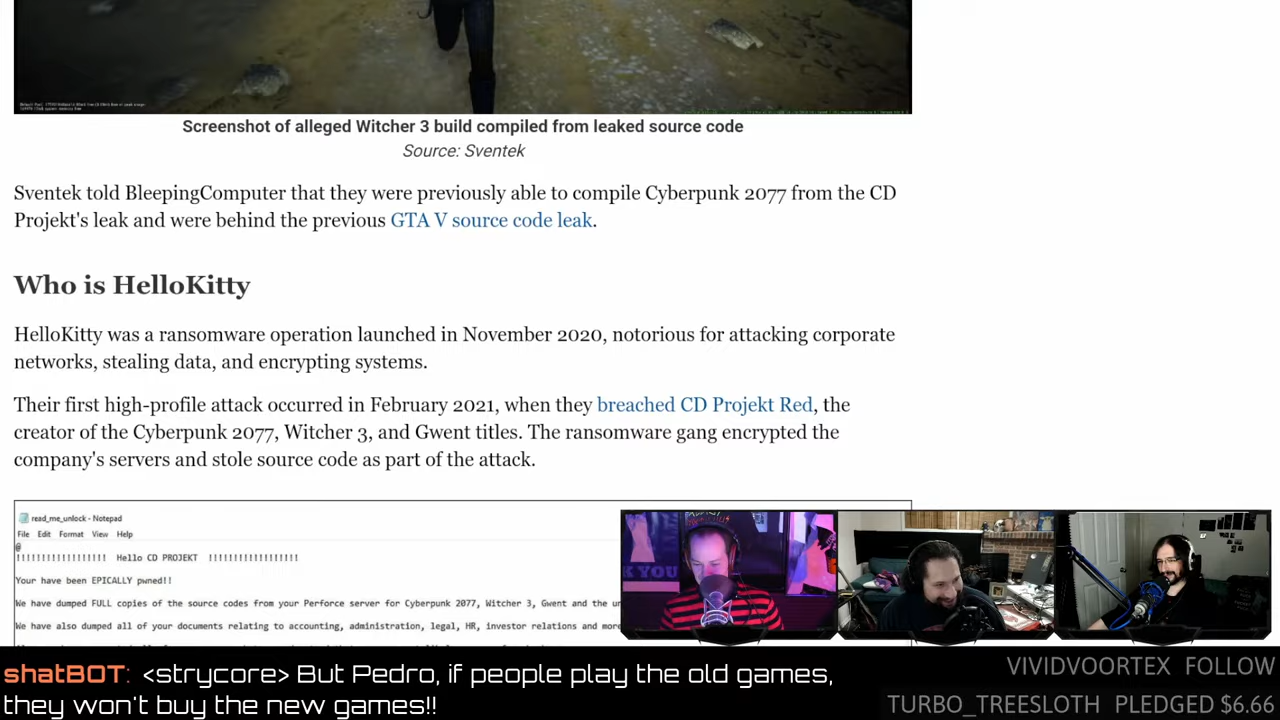 Screenshot of alleged Witcher 3 build compiled from leaked source code
Source: Sventek
Sventek told BleepingComputer that they were previously able to compile Cyberpunk 2077 from the CD
Projekt's leak and were behind the previous GTA V source code leak.
Who is HelloKitty
HelloKitty was a ransomware operation launched in November 2020, notorious for attacking corporate
networks, stealing data, and encrypting systems.
Their first high-profile attack occurred in February 2021, when they breached CD Projekt Red, the
creator of the Cyberpunk 2077, Witcher 3, and Gwent titles. The ransomware gang encrypted the
company's servers and stole source code as part of the attack.
read_me_unlock - Notepad
File Edit Format View Help
@
!!!!!!!!!!!!!!!!!! Hello CD PROJEKT !!!!!!!!!!!!!!!!!!
Your have been EPICALLY pwned!!
We have dumped FULL copies of the source codes from your Perforce server for Cyberpunk 2077, Witcher 3, Gwent and the
We have also dumped all of your documents relating to accounting, administration, legal, HR, investor relations and more
K YOU
shatBOT: <strycore> But Pedro, if people play the old games,
they won't buy the new games!!
VIVIDVOORTEX FOLLOW
TURBO_TREESLOTH PLEDGED $6.66